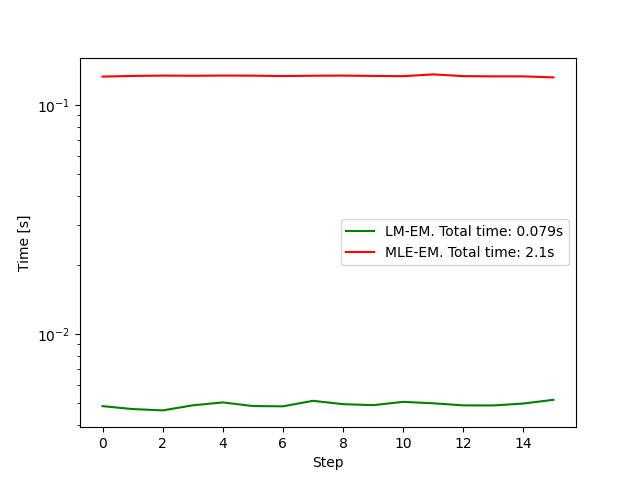 10⁻¹
10⁻²
Time [s]
LM-EM. Total time: 0.079s
MLE-EM. Total time: 2.1s
0 2 4 6 8 10 12 14
Step